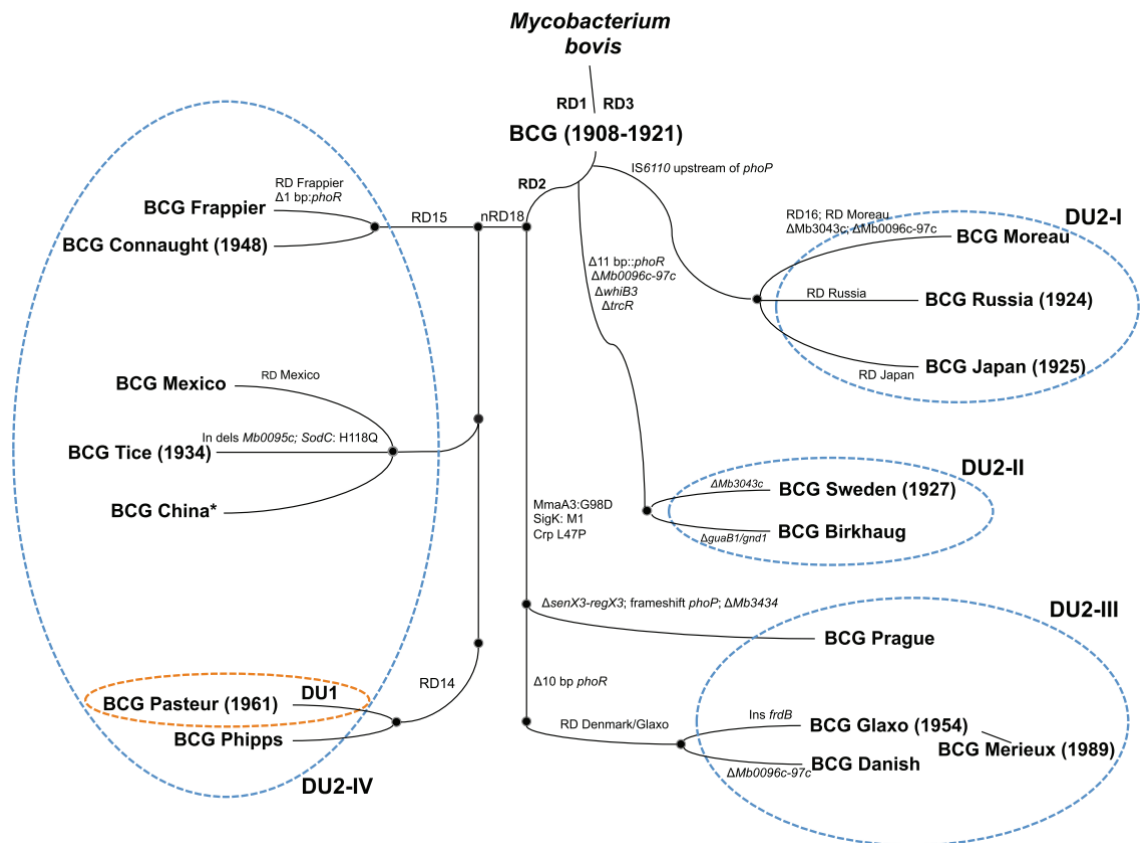 Mycobacterium
bovis
RD1 RD3
BCG (1908-1921)
IS6110 upstream of phoP
RD2
RD Frappier
Δ1 bp:phoR
BCG Frappier
RD15
nRD18
BCG Connaught (1948)
RD16; RD Moreau
ΔMb3043c; ΔMb0096c-97c
DU2-I
BCG Moreau
Δ11 bp::phoR
ΔMb0096c-97c
ΔwhiB3
ΔtrcR
RD Russia
BCG Russia (1924)
BCG Japan (1925)
RD Japan
BCG Mexico
RD Mexico
In dels Mb0095c; SodC: H118Q
BCG Tice (1934)
BCG China*
DU2-II
ΔMb3043c
BCG Sweden (1927)
BCG Birkhaug
ΔguaB1/gnd1
MmaA3:G98D
SigK: M1
Crp L47P
ΔsenX3-regX3; frameshift phoP; ΔMb3434
DU2-III
BCG Prague
Δ10 bp phoR
RD14
DU1
BCG Pasteur (1961)
BCG Phipps
DU2-IV
RD Denmark/Glaxo
Ins frdB
BCG Glaxo (1954)
BCG Merieux (1989)
BCG Danish
ΔMb0096c-97c